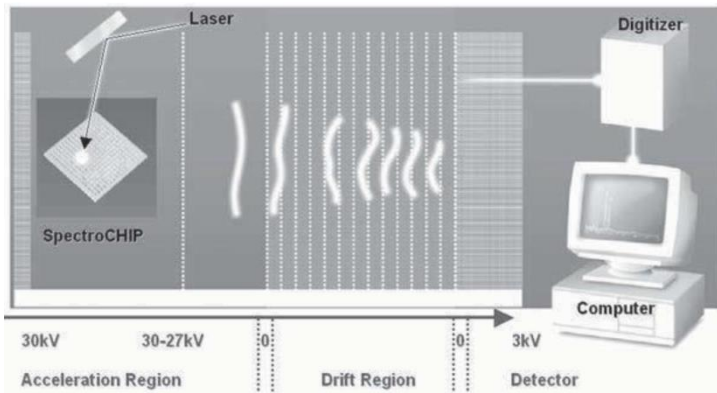 Laser
Digitizer
SpectroCHIP
Computer
30kV 30-27kV 0 0 3kV
Acceleration Region Drift Region Detector